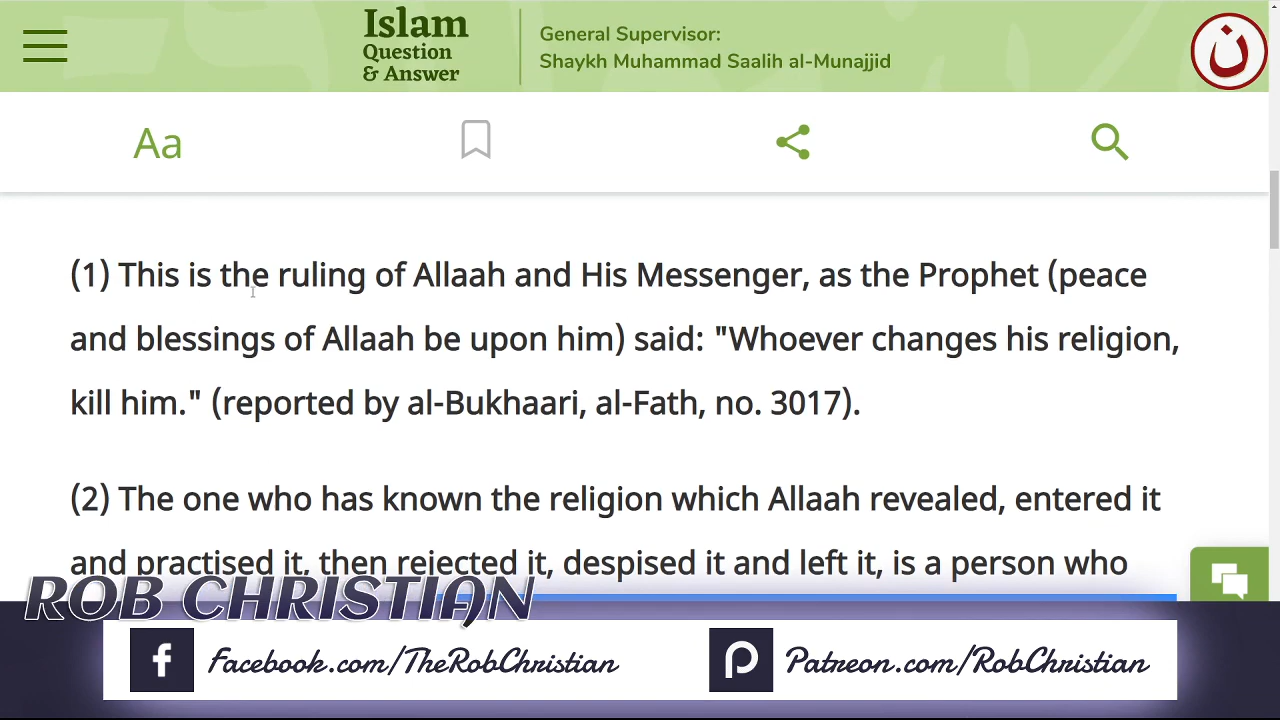 Islam
Question
& Answer
General Supervisor:
Shaykh Muhammad Saalih al-Munajjid
ن
Aa
(1) This is the ruling of Allaah and His Messenger, as the Prophet (peace
and blessings of Allaah be upon him) said: "Whoever changes his religion,
kill him." (reported by al-Bukhaari, al-Fath, no. 3017).
(2) The one who has known the religion which Allaah revealed, entered it
and practised it, then rejected it, despised it and left it, is a person who
ROB CHRISTIAN
Facebook.com/TheRobChristian
Patreon.com/RobChristian